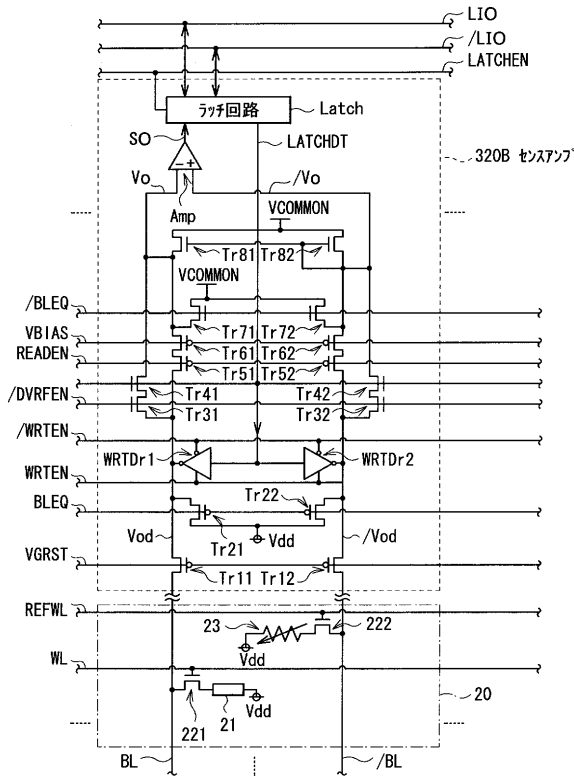 LIO
/LIO
LATCHEN
ラッチ回路
Latch
SO
LATCHDT
320B センスアンプ
Vo
/Vo
Amp
VCOMMON
Tr81 Tr82
VCOMMON
/BLEQ
Tr71 Tr72
VBIAS
Tr61 Tr62
READEN
Tr51 Tr52
Tr41
Tr42
/DVRFEN
Tr31
Tr32
/WRTEN
WRTDr1
WRTDr2
WRTEN
Tr22
BLEQ
Tr21
Vod
Vdd
/Vod
VGRST
Tr11 Tr12
REFWL
23
222
Vdd
WL
20
221
21
Vdd
BL
/BL